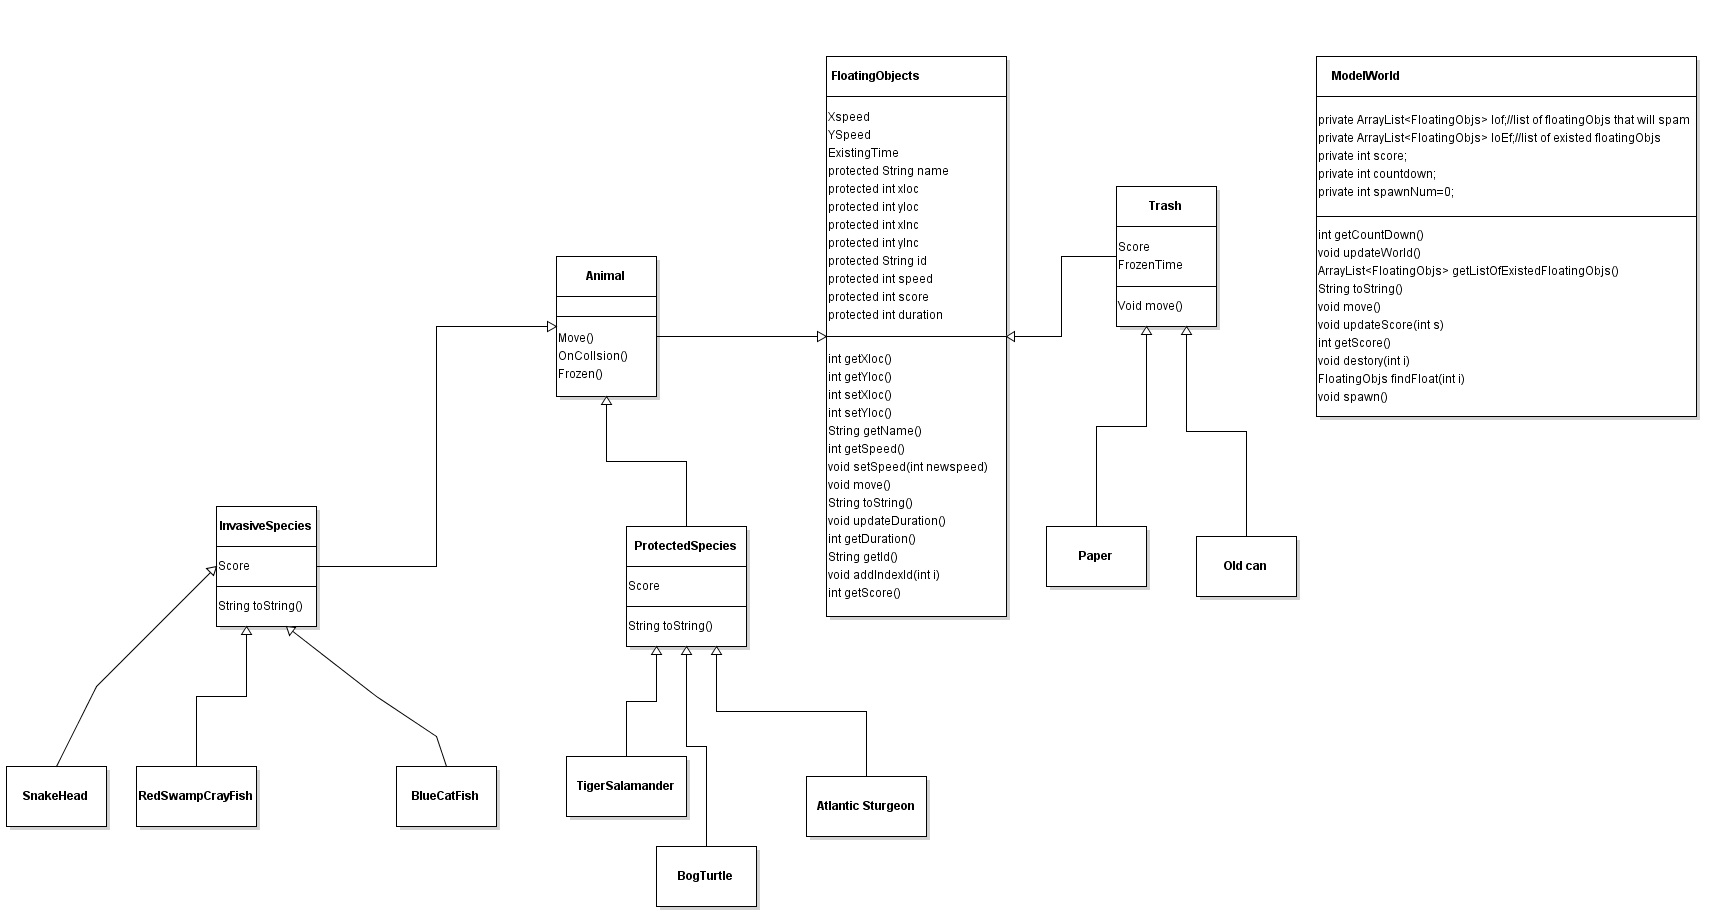 FloatingObjects
Xspeed
YSpeed
ExistingTime
protected String name
protected int xloc
protected int yloc
protected int xInc
protected int yInc
protected String id
protected int speed
protected int score
protected int duration
int getXloc()
int getYloc()
int setXloc()
int setYloc()
String getName()
int getSpeed()
void setSpeed(int newspeed)
void move()
String toString()
void updateDuration()
int getDuration()
String getId()
void addIndexId(int i)
int getScore()
ModelWorld
private ArrayList<FloatingObjs> lof;//list of floatingObjs that will spam
private ArrayList<FloatingObjs> loEf;//list of existed floatingObjs
private int score;
private int countdown;
private int spawnNum=0;
int getCountDown()
void updateWorld()
ArrayList<FloatingObjs> getListOfExistedFloatingObjs()
String toString()
void move()
void updateScore(int s)
int getScore()
void destory(int i)
FloatingObjs findFloat(int i)
void spawn()
Trash
Score
FrozenTime
Void move()
Animal
Move()
OnCollsion()
Frozen()
InvasiveSpecies
Score
String toString()
ProtectedSpecies
Score
String toString()
Paper
Old can
SnakeHead
RedSwampCrayFish
BlueCatFish
TigerSalamander
Atlantic Sturgeon
BogTurtle